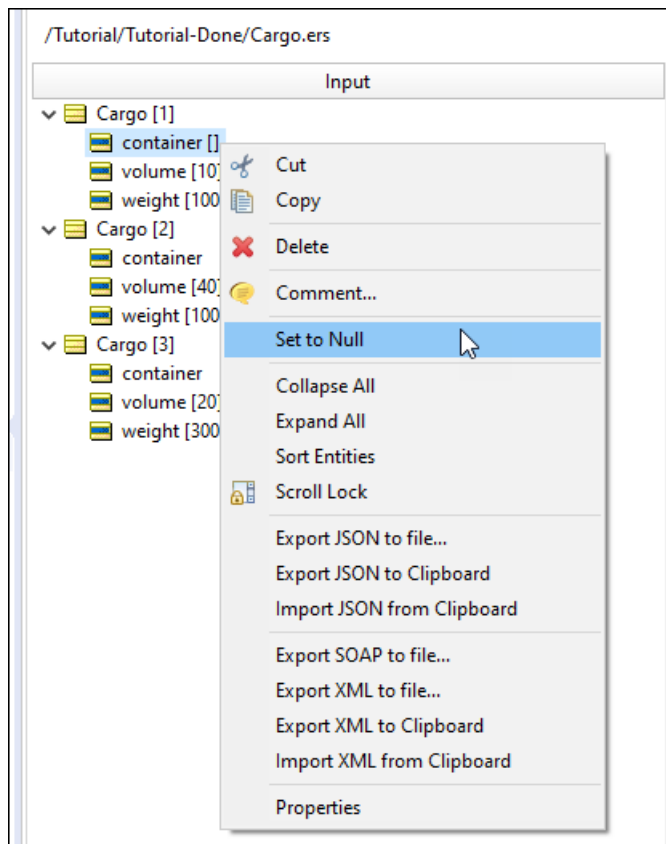 /Tutorial/Tutorial-Done/Cargo.ers
Input
Cargo [1]
container []
volume [10]
weight [100
Cargo [2]
container
volume [40]
weight [100
Cargo [3]
container
volume [20]
weight [300
Cut
Copy
Delete
Comment...
Set to Null
Collapse All
Expand All
Sort Entities
Scroll Lock
Export JSON to file...
Export JSON to Clipboard
Import JSON from Clipboard
Export SOAP to file...
Export XML to file...
Export XML to Clipboard
Import XML from Clipboard
Properties